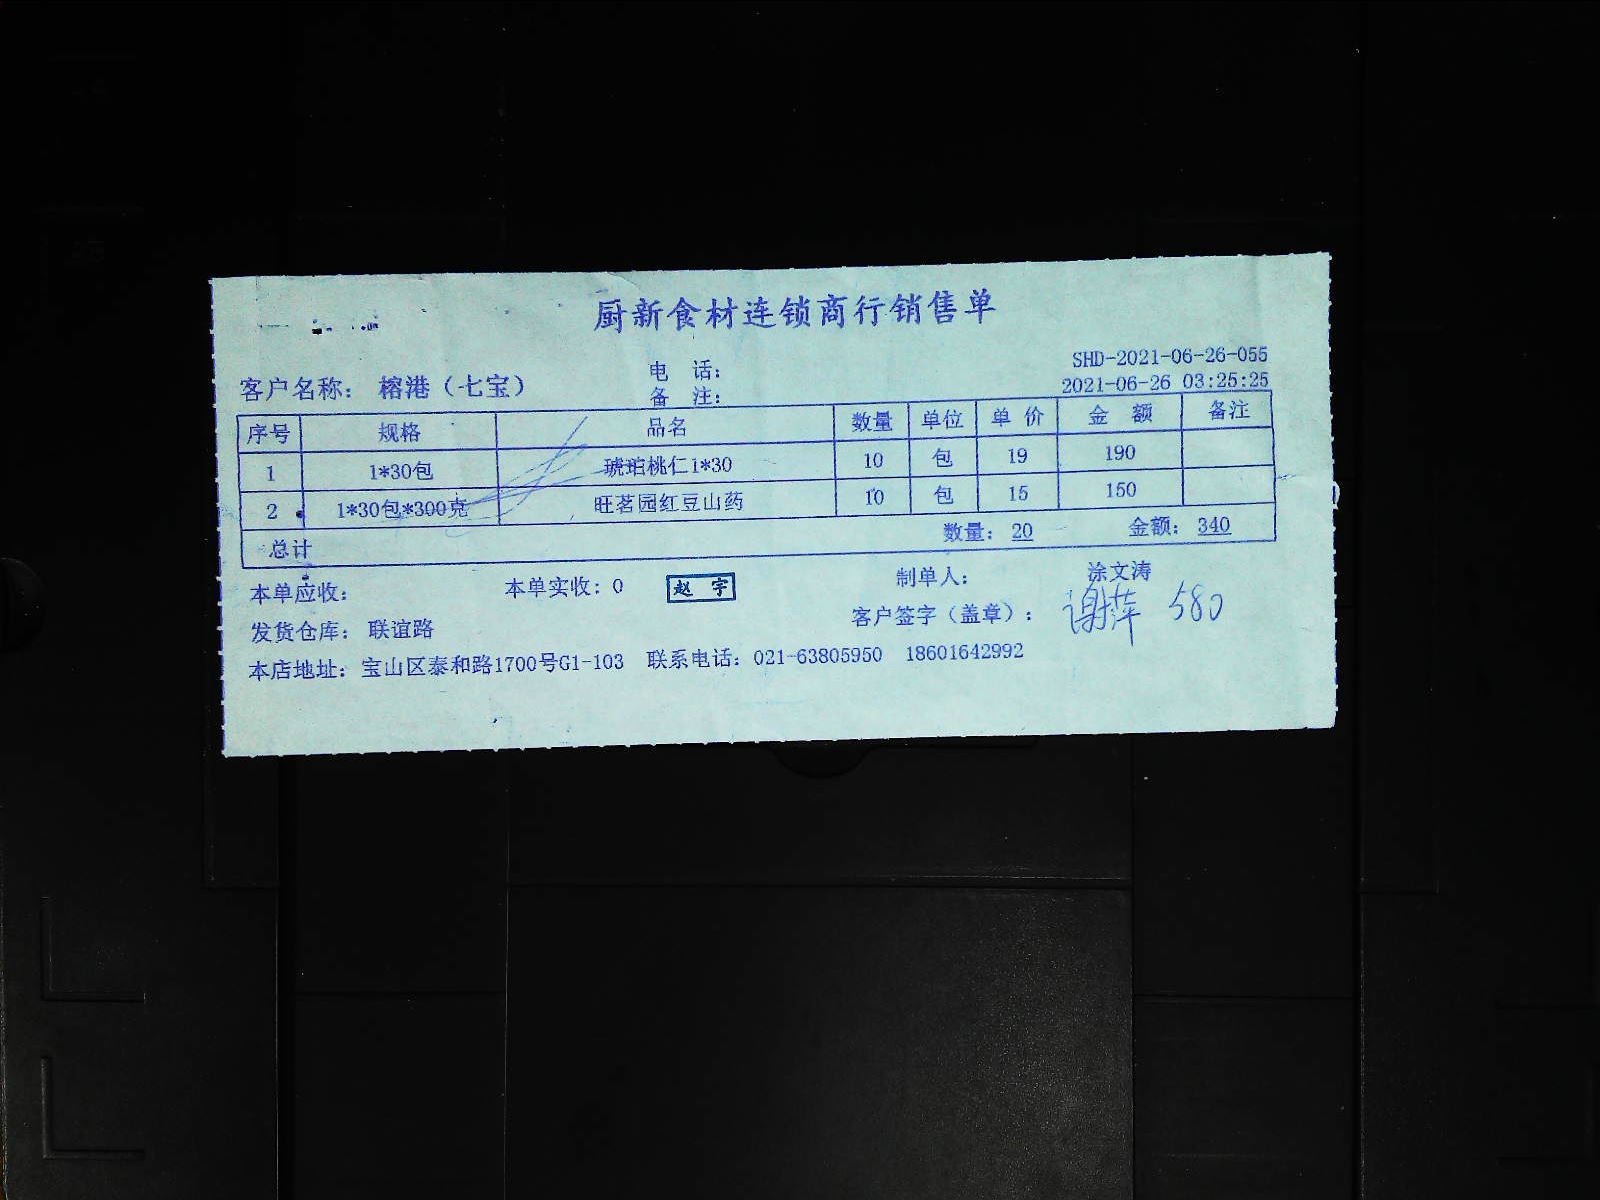 厨新食材连锁商行销售单
SHD-2021-06-26-055
客户名称： 榕港（七宝） 电 话： 2021-06-26 03:25:25
备 注：
序号 规格 品名 数量 单位 单 价 金 额 备注
1 1*30包 琥珀桃仁1*30 10 包 19 190
2 1*30包*300克 旺茗园红豆山药 10 包 15 150
总计 数量： 20 金额： 340
本单应收： 本单实收：0 赵 宇 制单人： 涂文涛
客户签字（盖章）： 谢萍 580
发货仓库： 联谊路
本店地址： 宝山区泰和路1700号G1-103 联系电话：021-63805950 18601642992